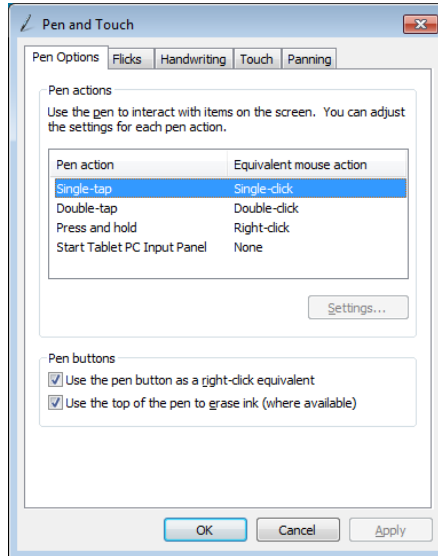 Pen and Touch
Pen Options Flicks Handwriting Touch Panning
Pen actions
Use the pen to interact with items on the screen. You can adjust
the settings for each pen action.
Pen action Equivalent mouse action
Single-tap Single-click
Double-tap Double-click
Press and hold Right-click
Start Tablet PC Input Panel None
Settings...
Pen buttons
Use the pen button as a right-click equivalent
Use the top of the pen to erase ink (where available)
OK Cancel Apply